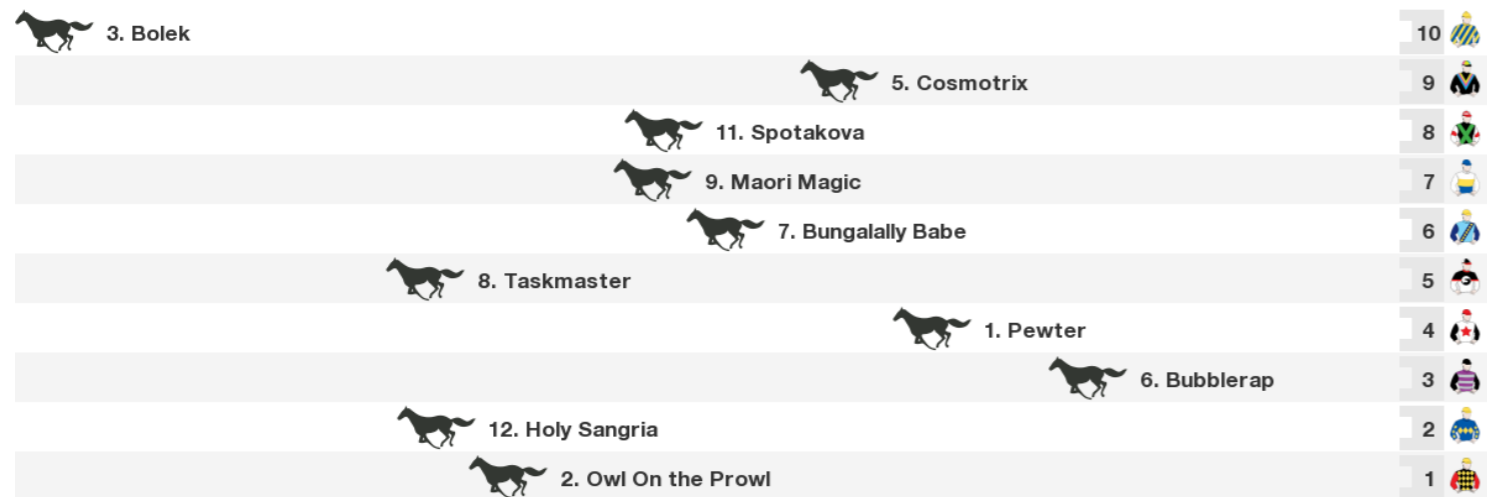 3. Bolek 10
5. Cosmotrix 9
11. Spotakova 8
9. Maori Magic 7
7. Bungalally Babe 6
8. Taskmaster 5
1. Pewter 4
6. Bubblerap 3
12. Holy Sangria 2
2. Owl On the Prowl 1